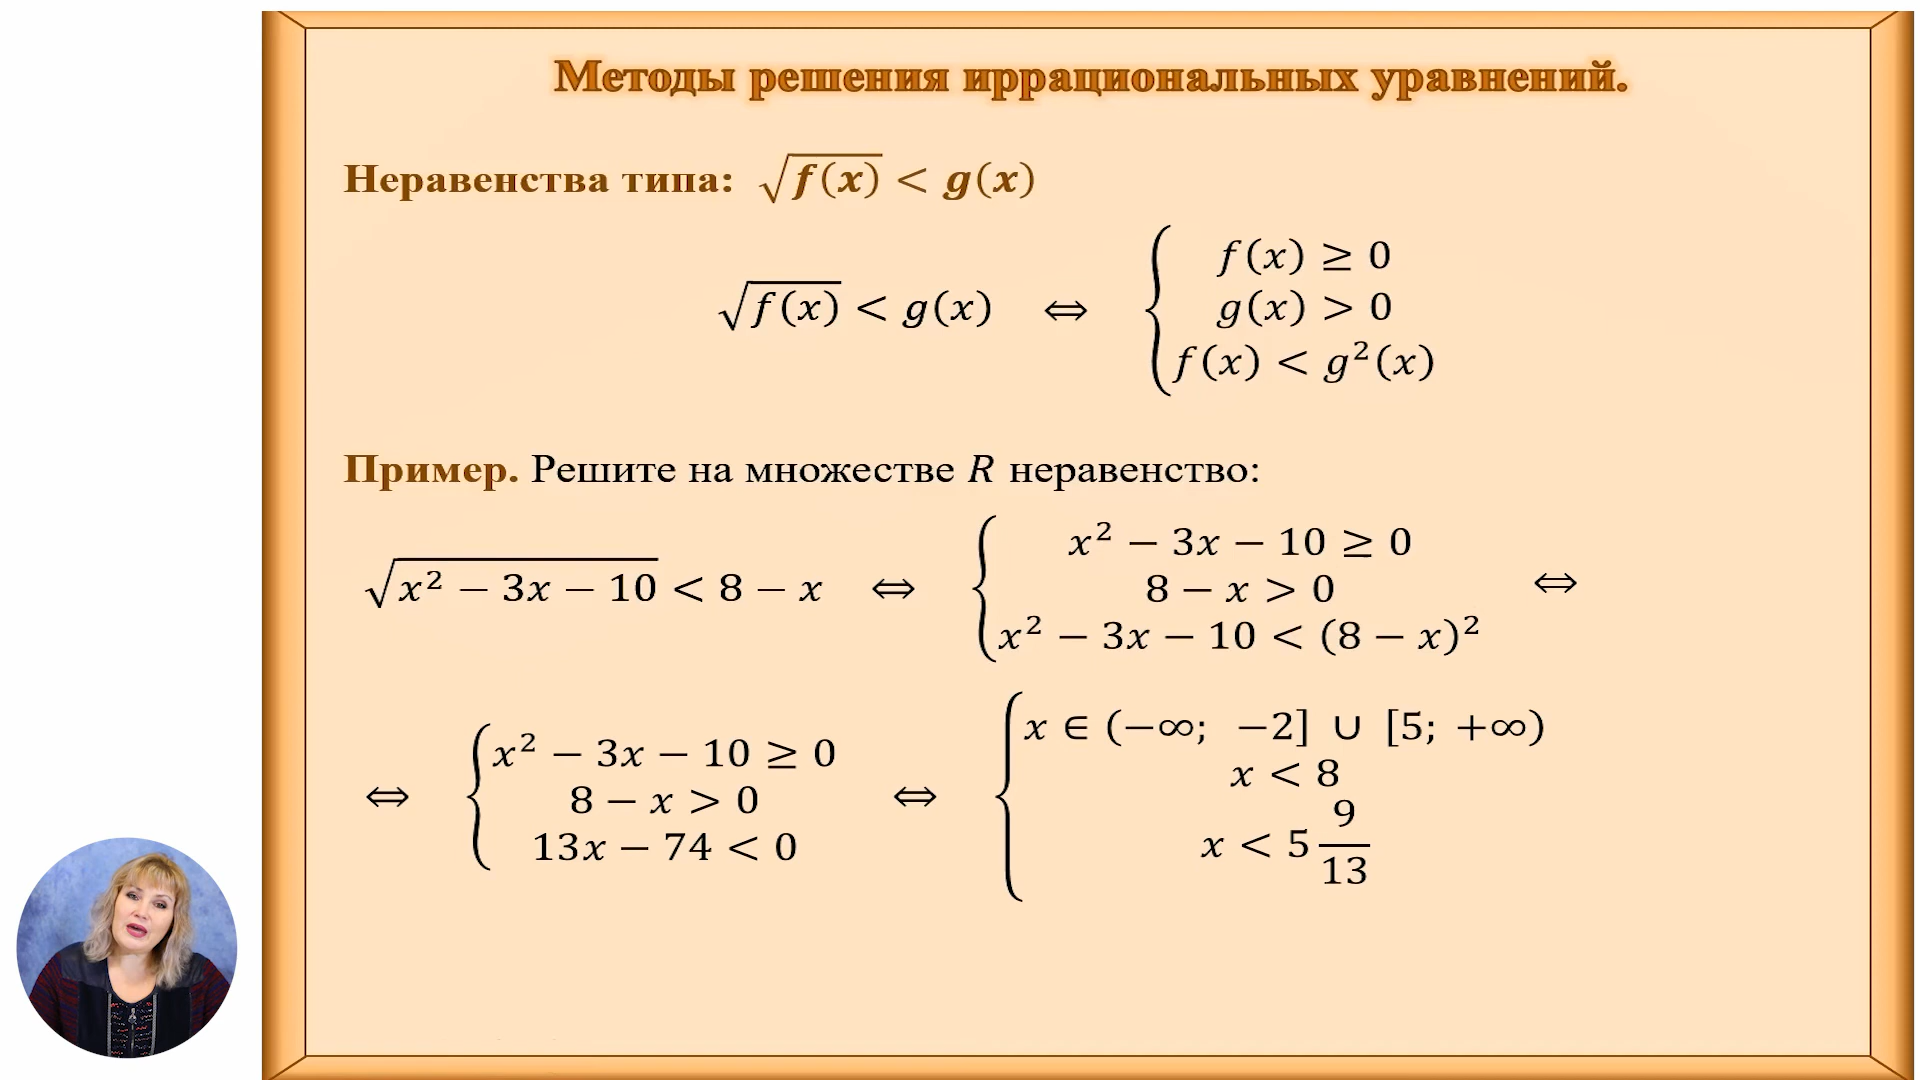 Методы решения иррациональных уравнений.
Неравенства типа: √f(x) < g(x)
√f(x) < g(x) ⇔ { f(x) ≥ 0
g(x) > 0
f(x) < g²(x)
Пример. Решите на множестве R неравенство:
√x² − 3x − 10 < 8 − x ⇔ { x² − 3x − 10 ≥ 0
8 − x > 0
x² − 3x − 10 < (8 − x)² ⇔
⇔ { x² − 3x − 10 ≥ 0
8 − x > 0
13x − 74 < 0
⇔ { x ∈ (−∞; −2] ∪ [5; +∞)
x < 8
x < 5 9/13